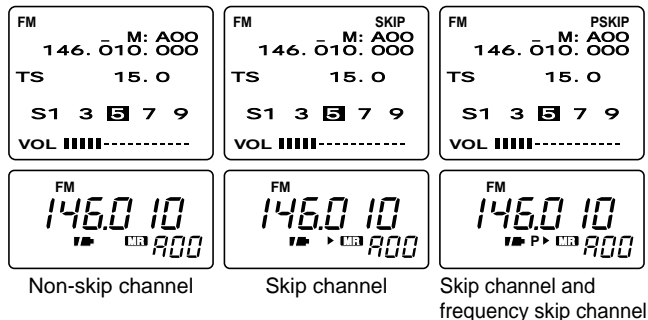 FM
M: A00
146.010.000
TS 15.0
S1 3 5 7 9
VOL
FM SKIP
M: A00
146.010.000
TS 15.0
S1 3 5 7 9
VOL
FM PSKIP
M: A00
146.010.000
TS 15.0
S1 3 5 7 9
VOL
FM
146.010
MR A00
Non-skip channel
FM
146.010
MR A00
Skip channel
FM
146.010
P MR A00
Skip channel and
frequency skip channel